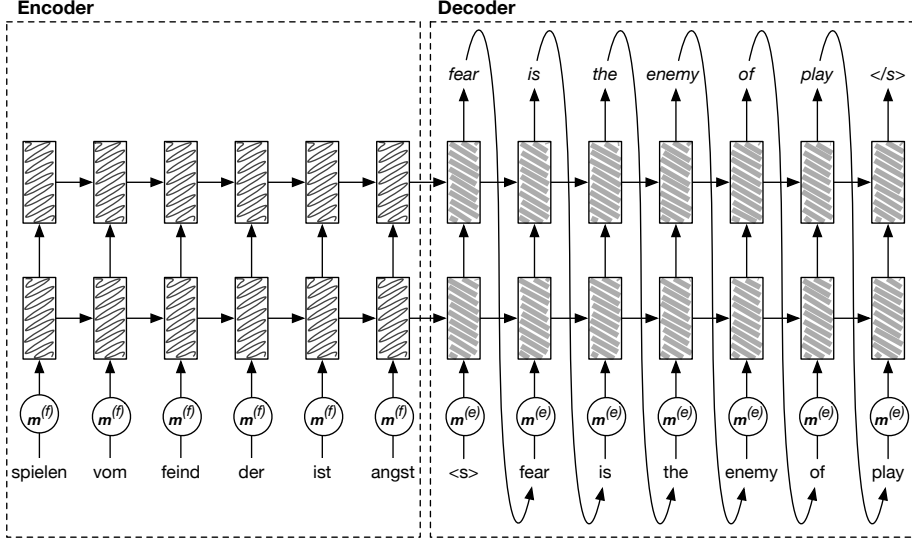 Encoder Decoder
fear is the enemy of play </s>
m(f) m(f) m(f) m(f) m(f) m(f) m(e) m(e) m(e) m(e) m(e) m(e) m(e)
spielen vom feind der ist angst <s> fear is the enemy of play